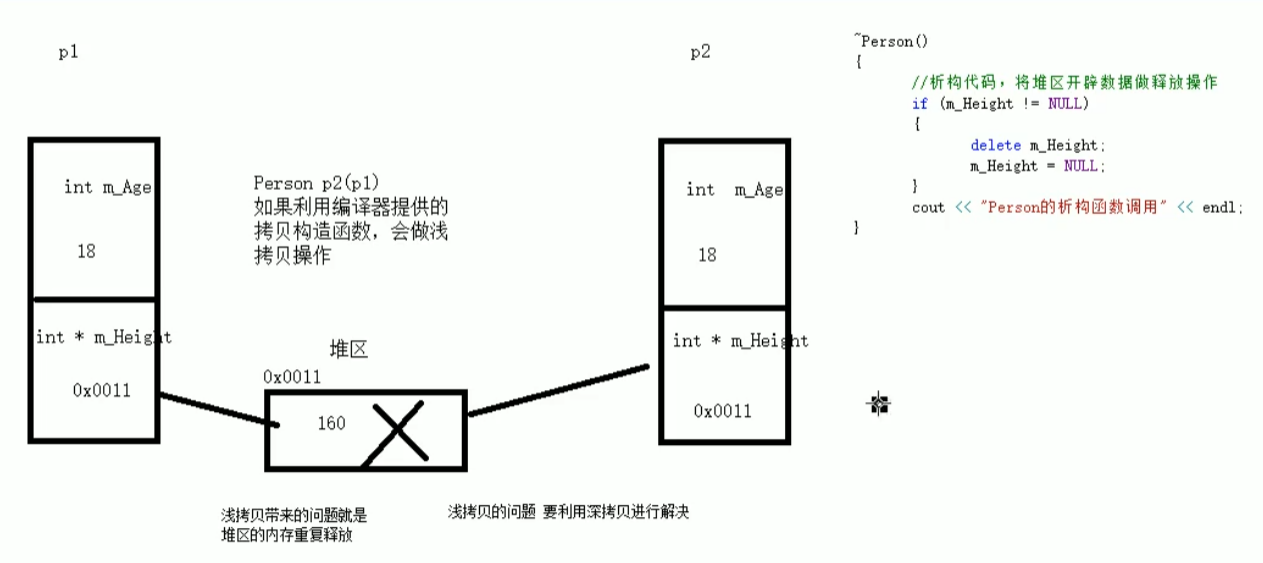 p1
p2
int m_Age
18
int * m_Height
0x0011
Person p2(p1)
如果利用编译器提供的
拷贝构造函数，会做浅
拷贝操作
堆区
0x0011
160
int  m_Age
18
int * m_Height
0x0011
浅拷贝带来的问题就是
堆区的内存重复释放
浅拷贝的问题 要利用深拷贝进行解决
~Person()
{
//析构代码，将堆区开辟数据做释放操作
if (m_Height != NULL)
{
delete m_Height;
m_Height = NULL;
}
cout << "Person的析构函数调用" << endl;
}